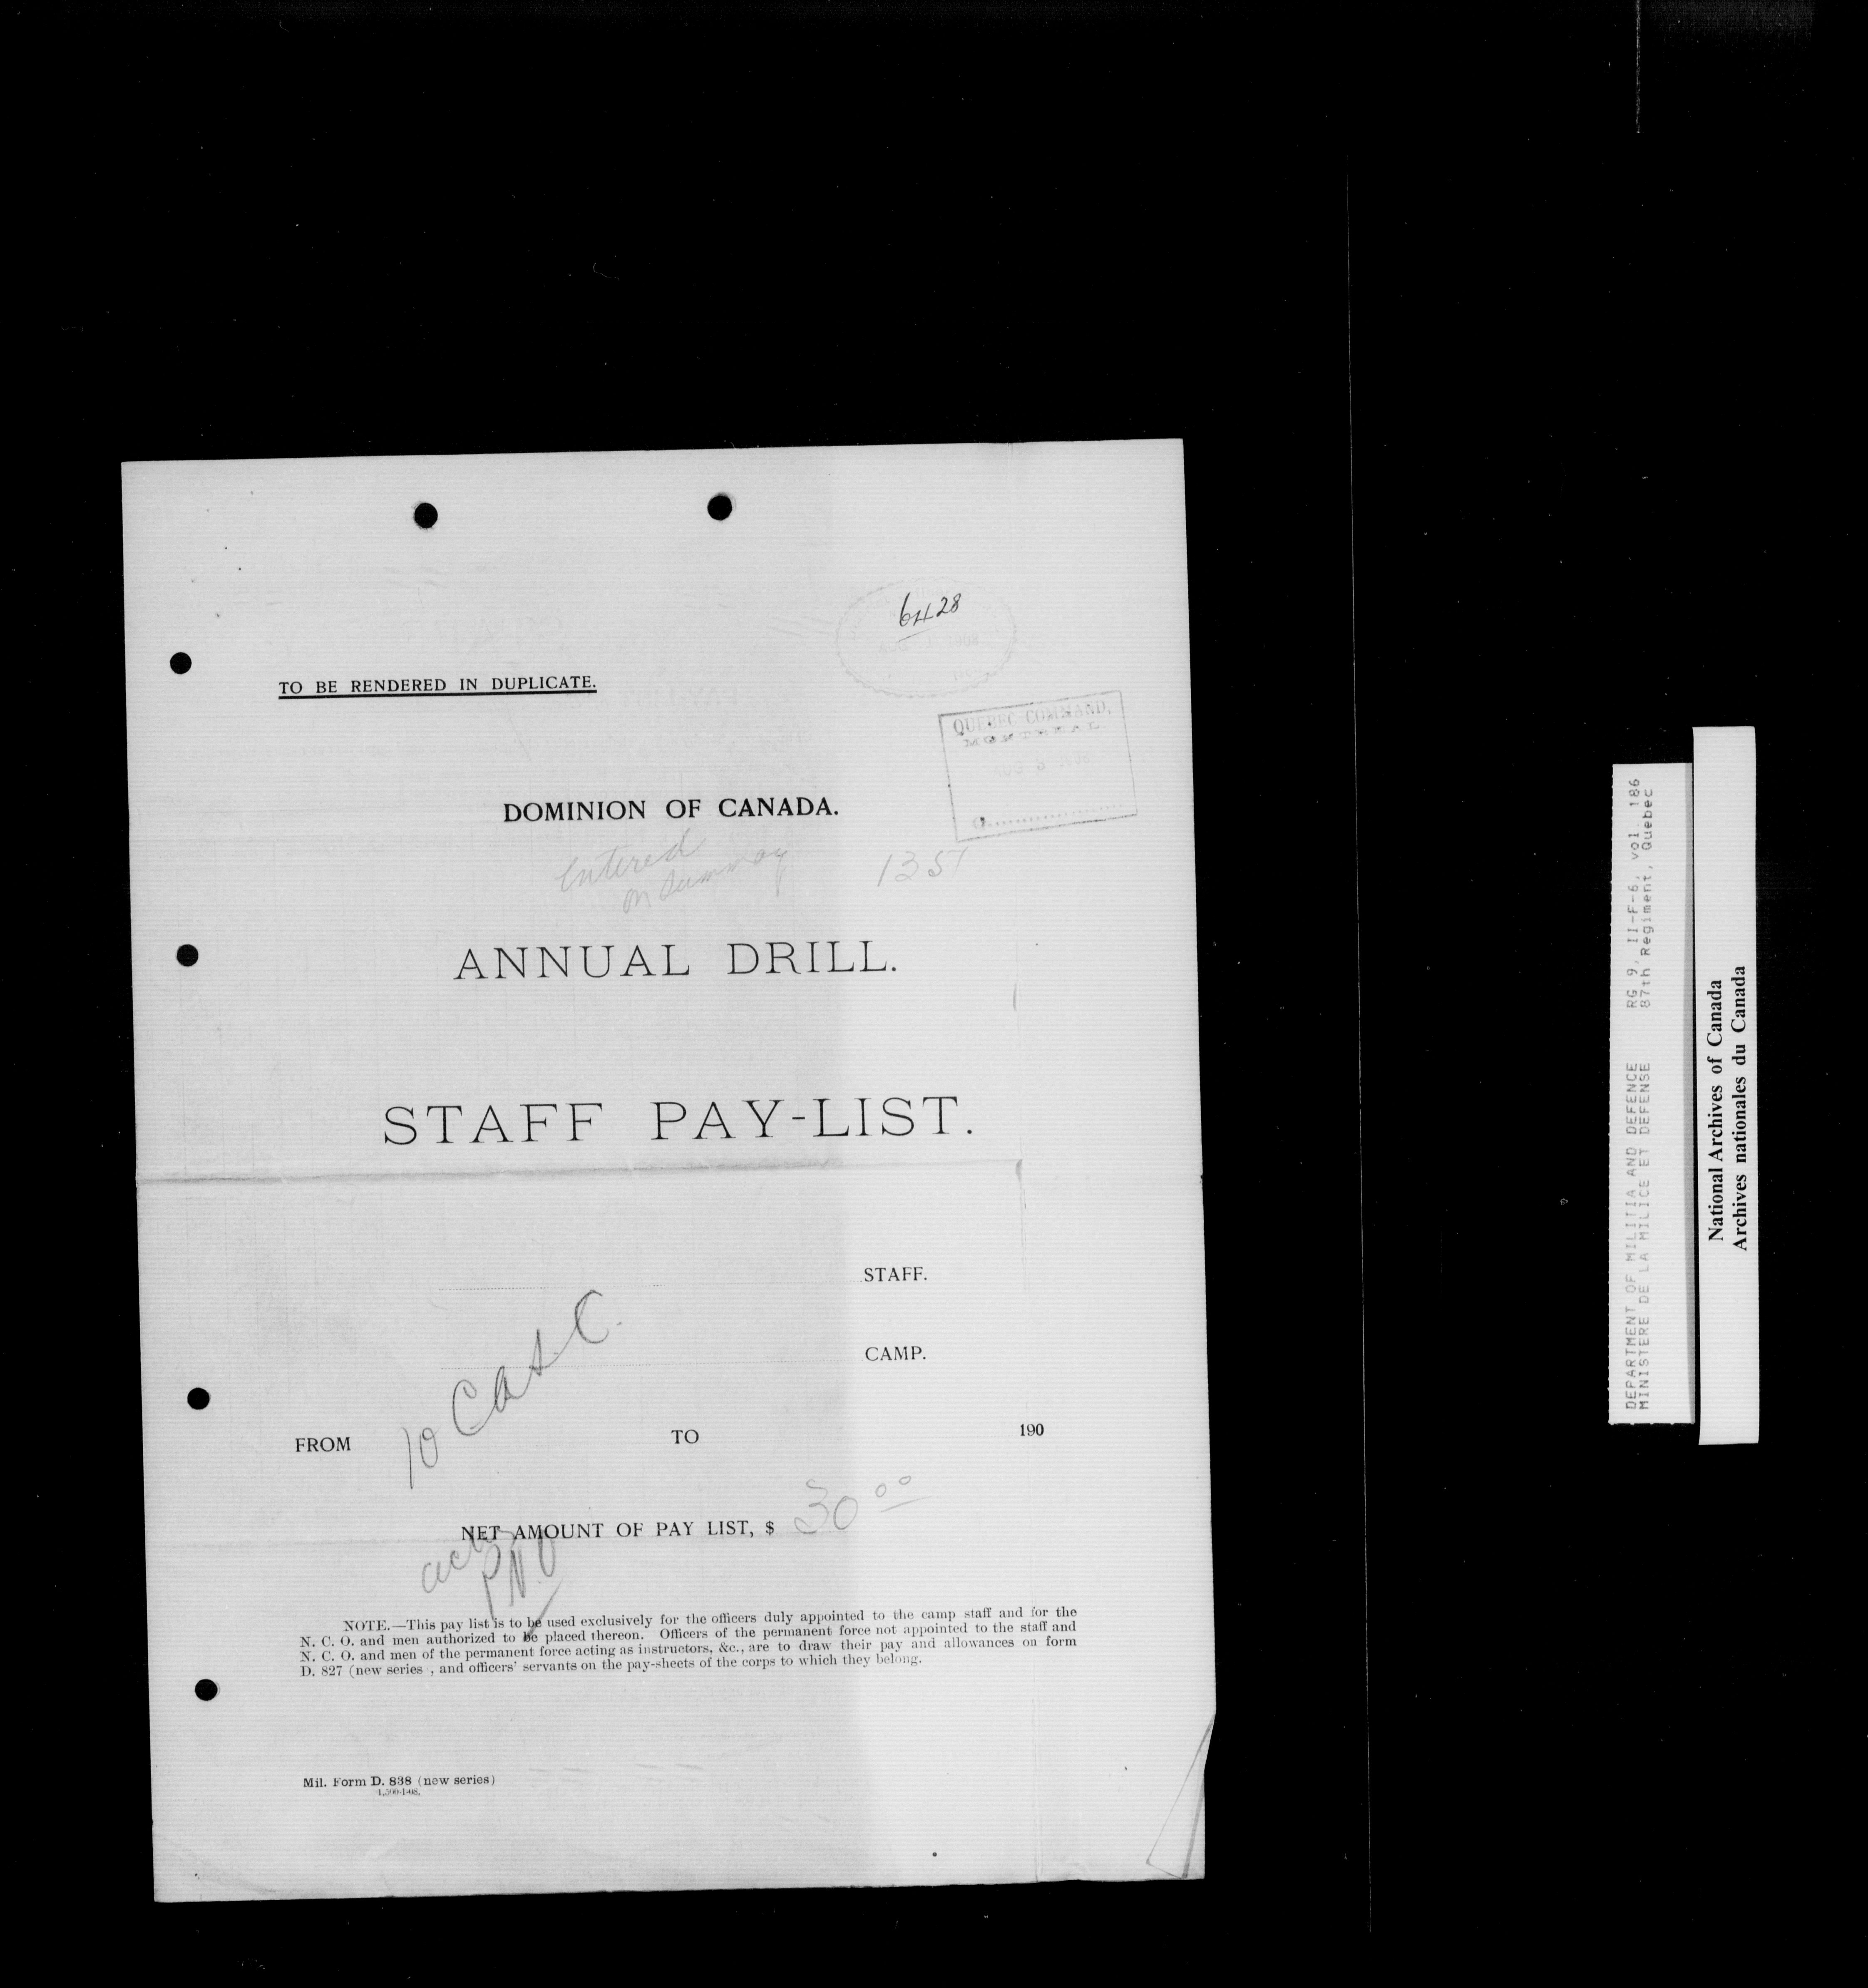 6428
AUG 1908
TO BE RENDERED IN DUPLICATE.
QUEBEC COMMAND,
MONTREAL
AUG 3 1908
Q
DOMINION OF CANADA.
Entered
on Summary
1351
ANNUAL DRILL.
STAFF PAY-LIST.
STAFF.
CAMP.
10 C.A.S.C.
FROM TO 190
NET AMOUNT OF PAY LIST, $ 30 00
P.M.O
NOTE.—This pay list is to be used exclusively for the officers duly appointed to the camp staff and for the
N. C. O. and men authorized to be placed thereon. Officers of the permanent force not appointed to the staff and
N. C. O. and men of the permanent force acting as instructors, &c., are to draw their pay and allowances on form
D. 827 (new series , and officers' servants on the pay-sheets of the corps to which they belong.
Mil. Form D. 838 (new series)
DEPARTMENT OF MILITIA AND DEFENCE RG 9, II-F-6, vol. 186
MINISTERE DE LA MILICE ET DEFENSE 87th Regiment, Quebec
National Archives of Canada
Archives nationales du Canada